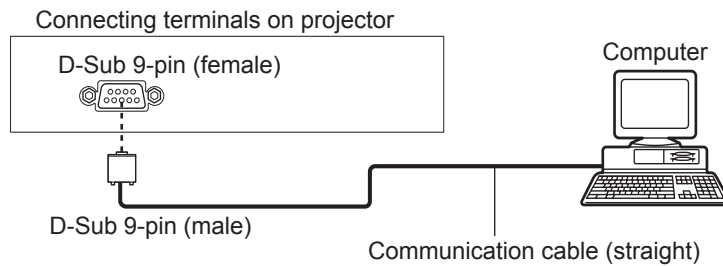 Connecting terminals on projector
D-Sub 9-pin (female)
Computer
D-Sub 9-pin (male)
Communication cable (straight)